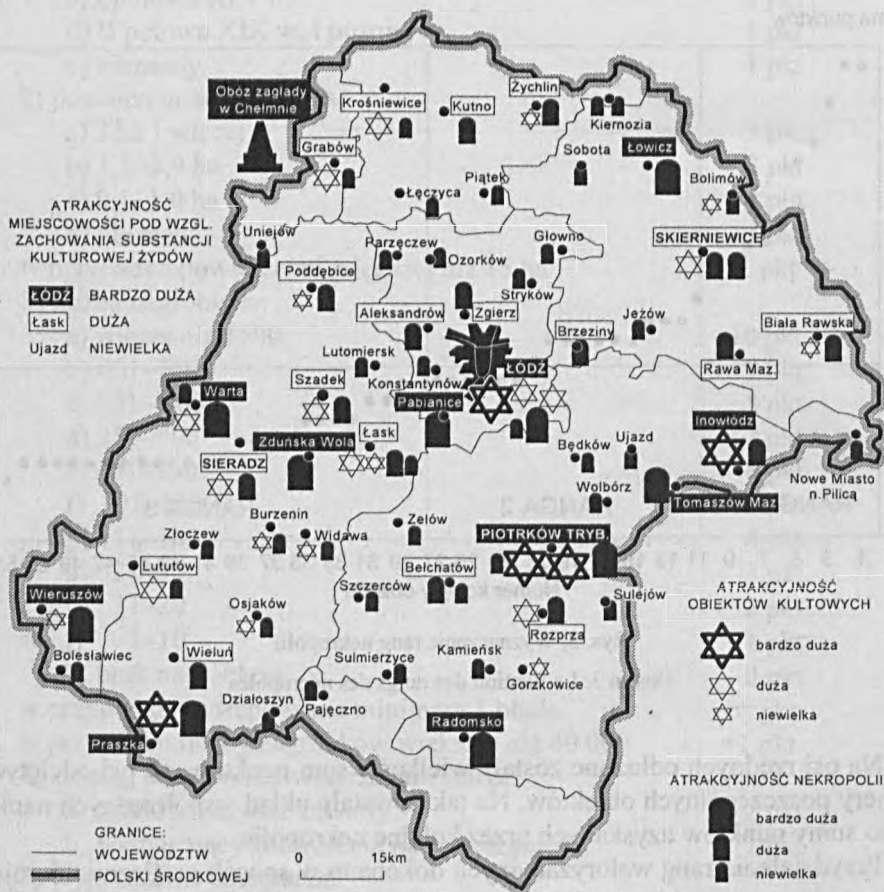 Obóz zagłady
w Chełmnie
Krośniewice
Kutno
Żychlin
Kiernozia
Grabów
Sobota
Łowicz
Piątek
Bolimów
Łęczyca
ATRAKCYJNOŚĆ
MIEJSCOWOŚCI POD WZGL.
ZACHOWANIA SUBSTANCJI
KULTUROWEJ ŻYDÓW
ŁÓDŹ BARDZO DUŻA
Łask DUŻA
Ujazd NIEWIELKA
Uniejów
Parzęczew
Ozorków
Głowno
SKIERNIEWICE
Poddębice
Stryków
Aleksandrów
Zgierz
Brzeziny
Jeżów
Biała Rawska
Lutomiersk
Konstantynów
ŁÓDŹ
Rawa Maz.
Szadek
Warta
Pabianice
Zduńska Wola
Łask
Będków
Ujazd
Inowłódz
SIERADZ
Wolbórz
Tomaszów Maz.
Nowe Miasto
n.Pilicą
Burzenin
Widawa
Zelów
PIOTRKÓW TRYB.
Złoczew
Lututów
Bełchatów
Szczerców
Sulejów
Wieruszów
Osjaków
Rozprza
Bolesławiec
Wieluń
Sulmierzyce
Kamieńsk
Gorzkowice
Działoszyn
Pajęczno
Praszka
Radomsko
ATRAKCYJNOŚĆ
OBIEKTÓW KULTOWYCH
bardzo duża
duża
niewielka
ATRAKCYJNOŚĆ NEKROPOLII
bardzo duża
duża
niewielka
GRANICE:
WOJEWÓDZTW
POLSKI ŚRODKOWEJ
0 15km